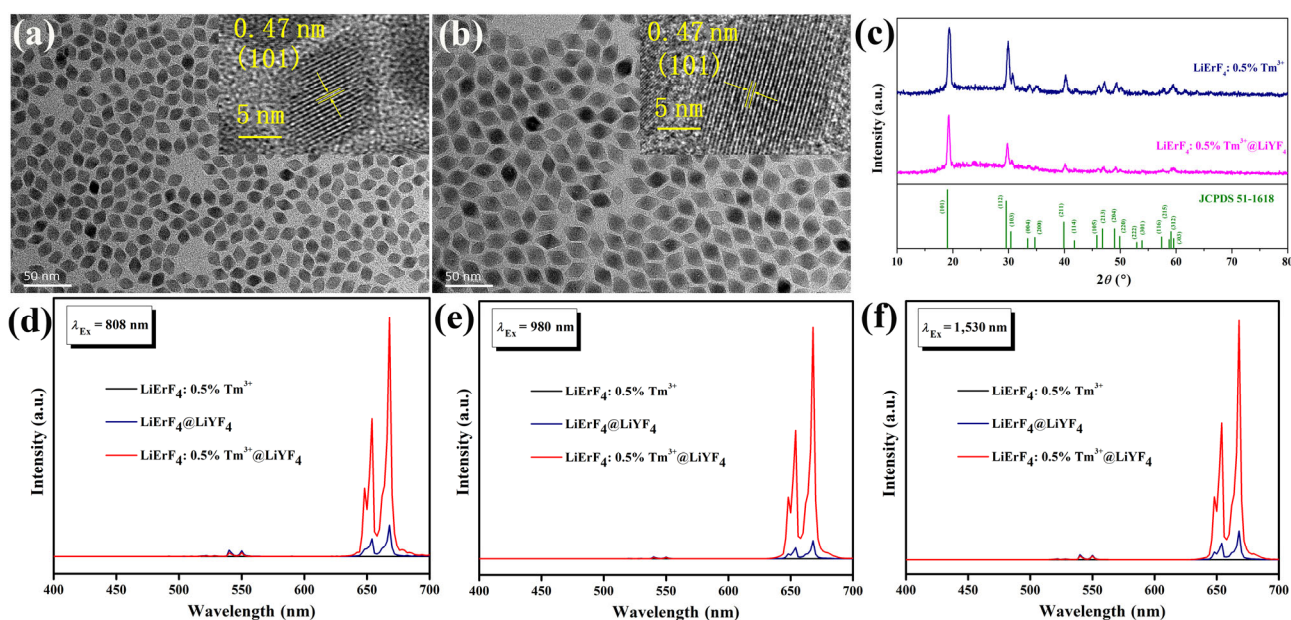 (a)
0.47 nm
(101)
5 nm
50 nm
(b)
0.47 nm
(101)
5 nm
50 nm
(c)
Intensity (a.u.)
LiErF₄: 0.5% Tm³⁺
LiErF₄: 0.5% Tm³⁺@LiYF₄
JCPDS 51-1618
(101)
(112)
(103)
(004)
(200)
(211)
(114)
(105)
(213)
(204)
(220)
(222)
(301)
(116)
(215)
(312)
(303)
10 20 30 40 50 60 70 80
2θ (°)
(d)
λEx = 808 nm
LiErF₄: 0.5% Tm³⁺
LiErF₄@LiYF₄
LiErF₄: 0.5% Tm³⁺@LiYF₄
Intensity (a.u.)
400 450 500 550 600 650 700
Wavelength (nm)
(e)
λEx = 980 nm
LiErF₄: 0.5% Tm³⁺
LiErF₄@LiYF₄
LiErF₄: 0.5% Tm³⁺@LiYF₄
Intensity (a.u.)
400 450 500 550 600 650 700
Wavelength (nm)
(f)
λEx = 1,530 nm
LiErF₄: 0.5% Tm³⁺
LiErF₄@LiYF₄
LiErF₄: 0.5% Tm³⁺@LiYF₄
Intensity (a.u.)
400 450 500 550 600 650 700
Wavelength (nm)